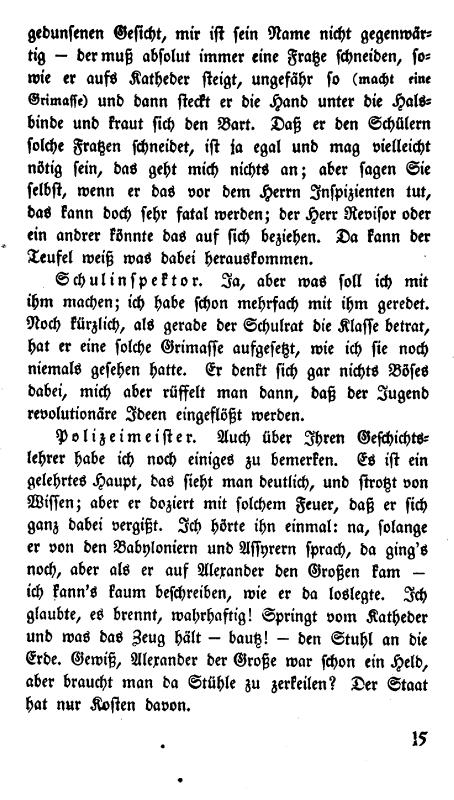 gedunsenen Gesicht, mir ist sein Name nicht gegenwär-
tig — der muß absolut immer eine Fratze schneiden, so-
wie er aufs Katheder steigt, ungefähr so (macht eine
Grimasse) und dann steckt er die Hand unter die Hals-
binde und kraut sich den Bart. Daß er den Schülern
solche Fratzen schneidet, ist ja egal und mag vielleicht
nötig sein, das geht mich nichts an; aber sagen Sie
selbst, wenn er das vor dem Herrn Inspizienten tut,
das kann doch sehr fatal werden; der Herr Revisor oder
ein andrer könnte das auf sich beziehen. Da kann der
Teufel weiß was dabei herauskommen.
Schulinspektor. Ja, aber was soll ich mit
ihm machen; ich habe schon mehrfach mit ihm geredet.
Noch kürzlich, als gerade der Schulrat die Klasse betrat,
hat er eine solche Grimasse aufgesetzt, wie ich sie noch
niemals gesehen hatte. Er denkt sich gar nichts Böses
dabei, mich aber rüffelt man dann, daß der Jugend
revolutionäre Ideen eingeflößt werden.
Polizeimeister. Auch über Ihren Geschichts-
lehrer habe ich noch einiges zu bemerken. Es ist ein
gelehrtes Haupt, das sieht man deutlich, und strotzt von
Wissen; aber er doziert mit solchem Feuer, daß er sich
ganz dabei vergißt. Ich hörte ihn einmal: na, solange
er von den Babyloniern und Assyrern sprach, da ging's
noch, aber als er auf Alexander den Großen kam —
ich kann's kaum beschreiben, wie er da loslegte. Ich
glaubte, es brennt, wahrhaftig! Springt vom Katheder
und was das Zeug hält — bautz! — den Stuhl an die
Erde. Gewiß, Alexander der Große war schon ein Held,
aber braucht man da Stühle zu zerkeilen? Der Staat
hat nur Kosten davon.
15